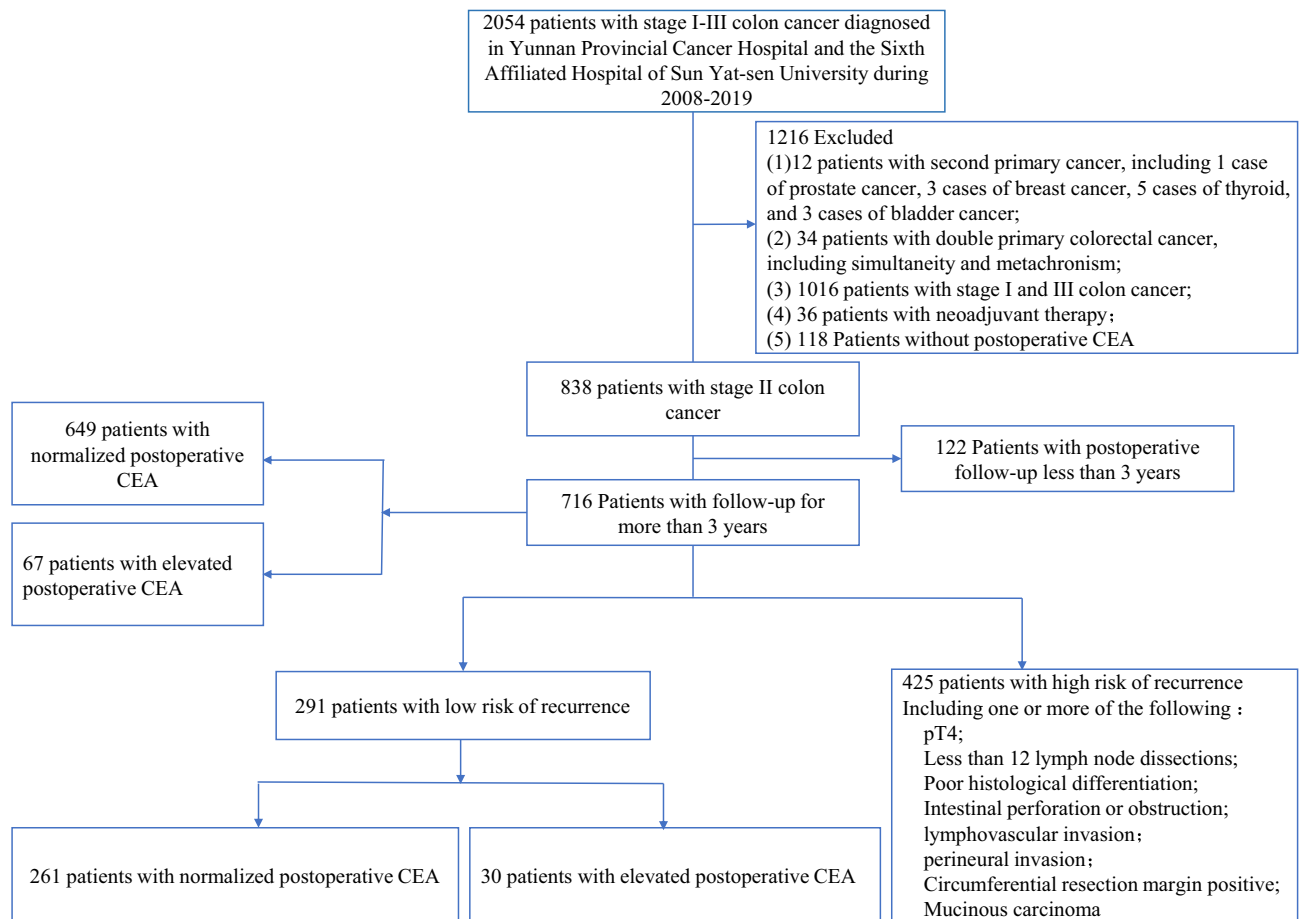 2054 patients with stage I-III colon cancer diagnosed
in Yunnan Provincial Cancer Hospital and the Sixth
Affiliated Hospital of Sun Yat-sen University during
2008-2019
1216 Excluded
(1)12 patients with second primary cancer, including 1 case
of prostate cancer, 3 cases of breast cancer, 5 cases of thyroid,
and 3 cases of bladder cancer;
(2) 34 patients with double primary colorectal cancer,
including simultaneity and metachronism;
(3) 1016 patients with stage I and III colon cancer;
(4) 36 patients with neoadjuvant therapy；
(5) 118 Patients without postoperative CEA
838 patients with stage II colon
cancer
649 patients with
normalized postoperative
CEA
122 Patients with postoperative
follow-up less than 3 years
716 Patients with follow-up for
more than 3 years
67 patients with elevated
postoperative CEA
291 patients with low risk of recurrence
425 patients with high risk of recurrence
Including one or more of the following：
pT4;
Less than 12 lymph node dissections;
Poor histological differentiation;
Intestinal perforation or obstruction;
lymphovascular invasion；
perineural invasion；
Circumferential resection margin positive;
Mucinous carcinoma
261 patients with normalized postoperative CEA
30 patients with elevated postoperative CEA